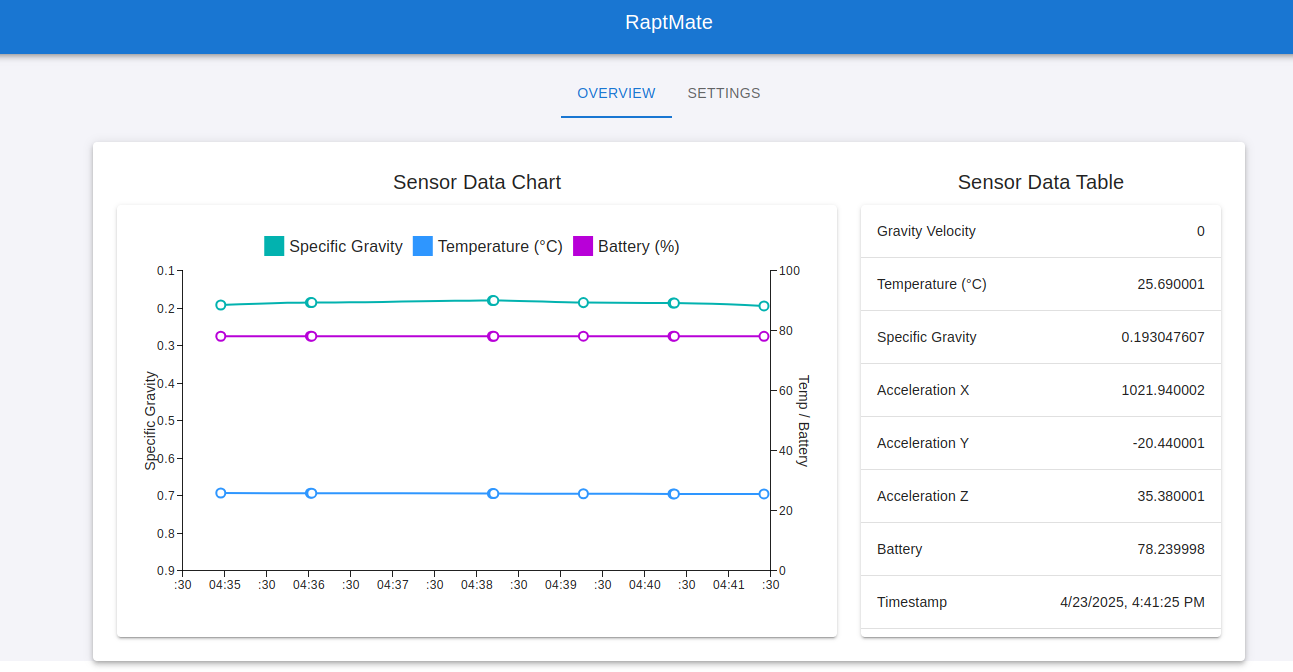 RaptMate
OVERVIEW SETTINGS
Sensor Data Chart
Specific Gravity Temperature (°C) Battery (%)
0.1
0.2
0.3
0.4
0.5
0.6
0.7
0.8
0.9
Specific Gravity
100
80
60
40
20
0
Temp / Battery
:30 04:35 :30 04:36 :30 04:37 :30 04:38 :30 04:39 :30 04:40 :30 04:41 :30
Sensor Data Table
Gravity Velocity 0
Temperature (°C) 25.690001
Specific Gravity 0.193047607
Acceleration X 1021.940002
Acceleration Y -20.440001
Acceleration Z 35.380001
Battery 78.239998
Timestamp 4/23/2025, 4:41:25 PM